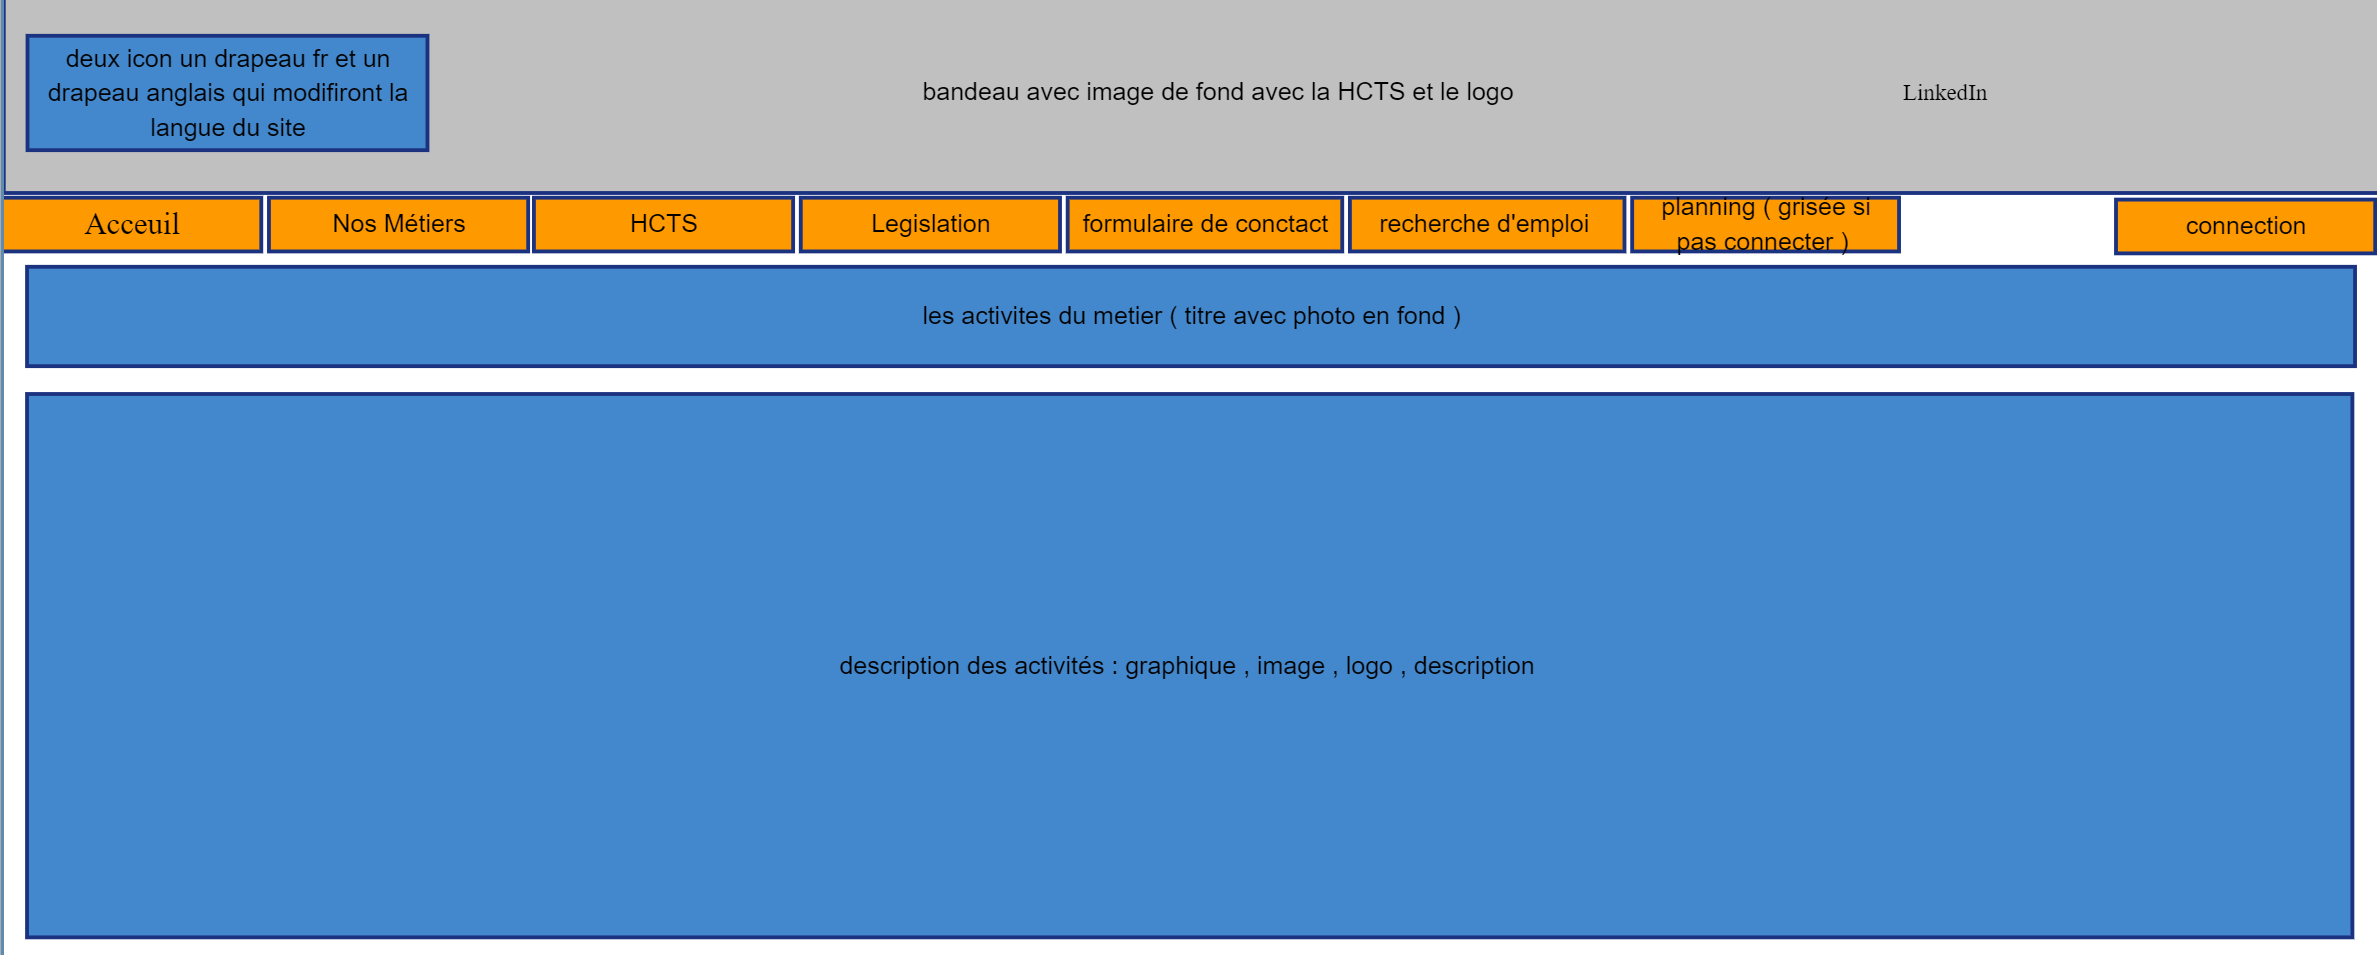 deux icon un drapeau fr et un
drapeau anglais qui modifiront la
langue du site
bandeau avec image de fond avec la HCTS et le logo
LinkedIn
Acceuil
Nos Métiers
HCTS
Legislation
formulaire de conctact
recherche d'emploi
planning ( grisée si
pas connecter )
connection
les activites du metier ( titre avec photo en fond )
description des activités : graphique , image , logo , description